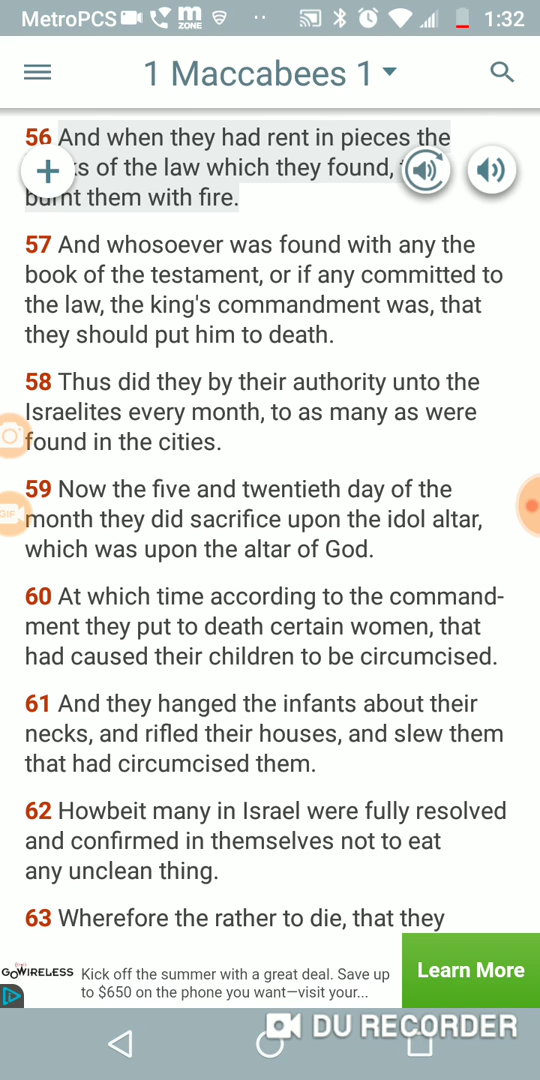 MetroPCS
m
ZONE
1:32
1 Maccabees 1
56 And when they had rent in pieces the
+
s of the law which they found,
burnt them with fire.
57 And whosoever was found with any the
book of the testament, or if any committed to
the law, the king's commandment was, that
they should put him to death.
58 Thus did they by their authority unto the
Israelites every month, to as many as were
found in the cities.
59 Now the five and twentieth day of the
GIF
month they did sacrifice upon the idol altar,
which was upon the altar of God.
60 At which time according to the command-
ment they put to death certain women, that
had caused their children to be circumcised.
61 And they hanged the infants about their
necks, and rifled their houses, and slew them
that had circumcised them.
62 Howbeit many in Israel were fully resolved
and confirmed in themselves not to eat
any unclean thing.
63 Wherefore the rather to die, that they
GOWIRELESS
Kick off the summer with a great deal. Save up
to $650 on the phone you want—visit your...
Learn More
DU RECORDER